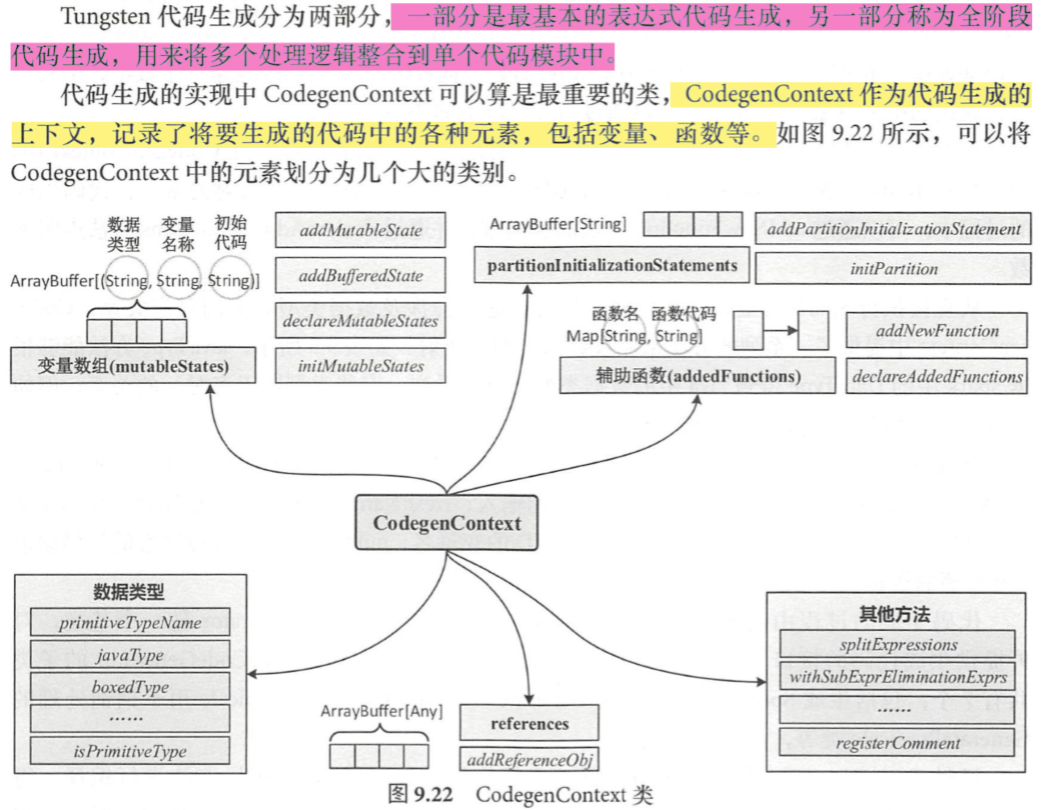 Tungsten 代码生成分为两部分，一部分是最基本的表达式代码生成，另一部分称为全阶段
代码生成，用来将多个处理逻辑整合到单个代码模块中。
代码生成的实现中 CodegenContext 可以算是最重要的类，CodegenContext 作为代码生成的
上下文，记录了将要生成的代码中的各种元素，包括变量、函数等。如图 9.22 所示，可以将
CodegenContext 中的元素划分为几个大的类别。
数据类型
变量名称
初始代码
ArrayBuffer[(String, String, String)]
变量数组(mutableStates)
addMutableState
addBufferedState
declareMutableStates
initMutableStates
ArrayBuffer[String]
partitionInitializationStatements
addPartitionInitializationStatement
initPartition
函数名 函数代码
Map[String, String]
辅助函数(addedFunctions)
addNewFunction
declareAddedFunctions
CodegenContext
数据类型
primitiveTypeName
javaType
boxedType
……
isPrimitiveType
ArrayBuffer[Any]
references
addReferenceObj
其他方法
splitExpressions
withSubExprEliminationExprs
……
registerComment
图 9.22 CodegenContext 类